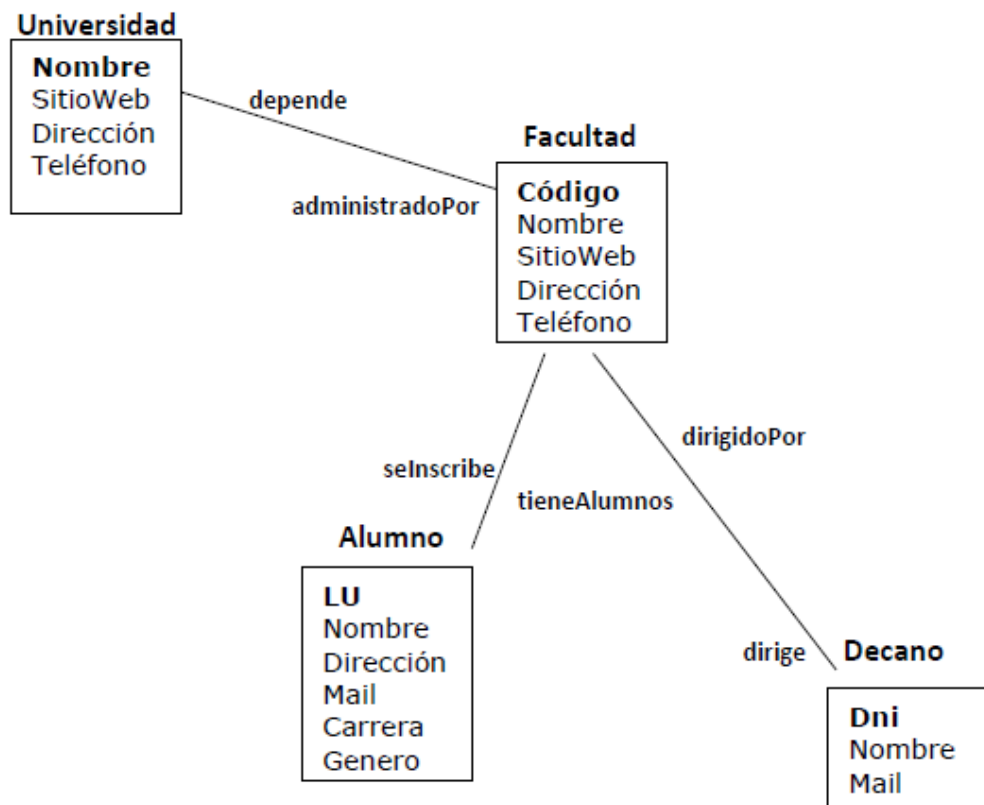 Universidad
Nombre
SitioWeb
Dirección
Teléfono
depende
administradoPor
Facultad
Código
Nombre
SitioWeb
Dirección
Teléfono
seInscribe
tieneAlumnos
dirigidoPor
dirige
Alumno
LU
Nombre
Dirección
Mail
Carrera
Genero
Decano
Dni
Nombre
Mail